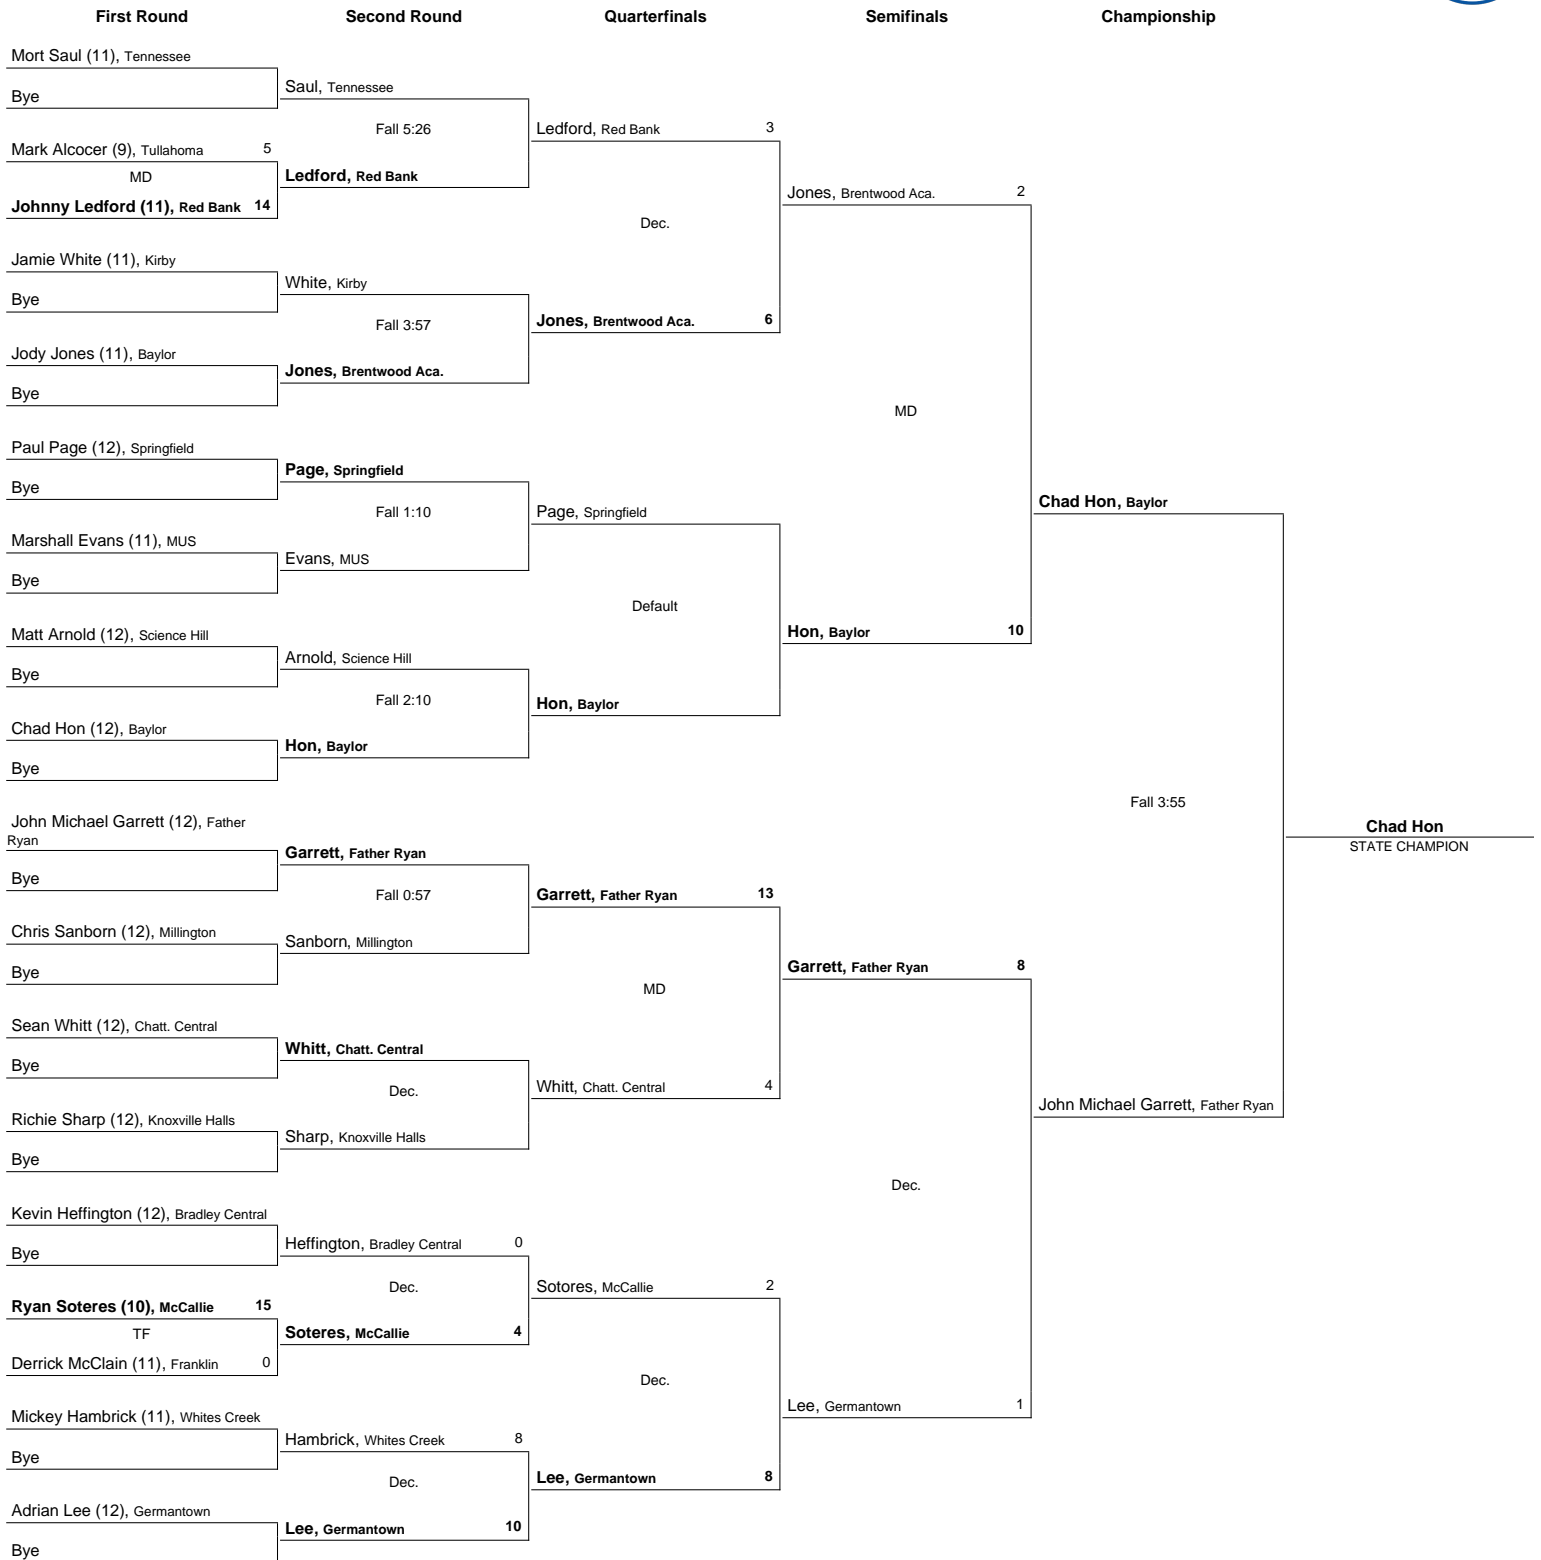 First Round
Second Round
Quarterfinals
Semifinals
Championship
Mort Saul (11), Tennessee
Bye
Mark Alcocer (9), Tullahoma 5
MD
Johnny Ledford (11), Red Bank 14
Jamie White (11), Kirby
Bye
Jody Jones (11), Baylor
Bye
Paul Page (12), Springfield
Bye
Marshall Evans (11), MUS
Bye
Matt Arnold (12), Science Hill
Bye
Chad Hon (12), Baylor
Bye
John Michael Garrett (12), Father
Ryan
Bye
Chris Sanborn (12), Millington
Bye
Sean Whitt (12), Chatt. Central
Bye
Richie Sharp (12), Knoxville Halls
Bye
Kevin Heffington (12), Bradley Central
Bye
Ryan Soteres (10), McCallie 15
TF
Derrick McClain (11), Franklin 0
Mickey Hambrick (11), Whites Creek
Bye
Adrian Lee (12), Germantown
Bye
Saul, Tennessee
Fall 5:26
Ledford, Red Bank
White, Kirby
Fall 3:57
Jones, Brentwood Aca.
Page, Springfield
Fall 1:10
Evans, MUS
Arnold, Science Hill
Fall 2:10
Hon, Baylor
Garrett, Father Ryan
Fall 0:57
Sanborn, Millington
Whitt, Chatt. Central
Dec.
Sharp, Knoxville Halls
Heffington, Bradley Central 0
Dec.
Soteres, McCallie 4
Hambrick, Whites Creek 8
Dec.
Lee, Germantown 10
Ledford, Red Bank 3
Dec.
Jones, Brentwood Aca. 6
Page, Springfield
Default
Hon, Baylor
Garrett, Father Ryan 13
MD
Whitt, Chatt. Central 4
Sotores, McCallie 2
Dec.
Lee, Germantown 8
Jones, Brentwood Aca. 2
MD
Hon, Baylor 10
Garrett, Father Ryan 8
Dec.
Lee, Germantown 1
Chad Hon, Baylor
Fall 3:55
John Michael Garrett, Father Ryan
Chad Hon
STATE CHAMPION